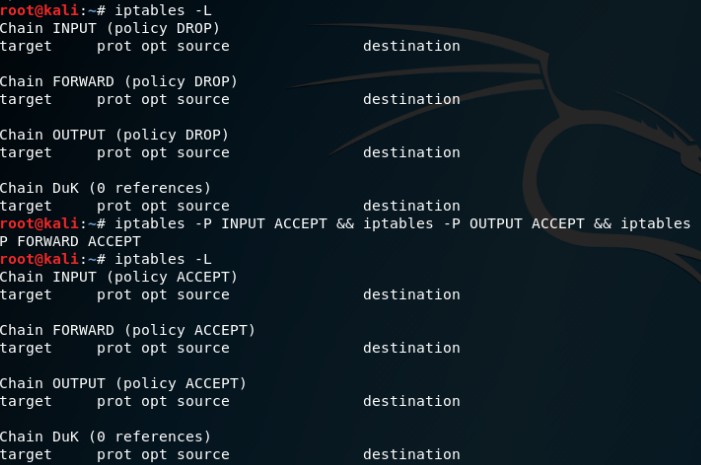 root@kali:~# iptables -L
Chain INPUT (policy DROP)
target     prot opt source               destination
Chain FORWARD (policy DROP)
target     prot opt source               destination
Chain OUTPUT (policy DROP)
target     prot opt source               destination
Chain DuK (0 references)
target     prot opt source               destination
root@kali:~# iptables -P INPUT ACCEPT && iptables -P OUTPUT ACCEPT && iptables
P FORWARD ACCEPT
root@kali:~# iptables -L
Chain INPUT (policy ACCEPT)
target     prot opt source               destination
Chain FORWARD (policy ACCEPT)
target     prot opt source               destination
Chain OUTPUT (policy ACCEPT)
target     prot opt source               destination
Chain DuK (0 references)
target     prot opt source               destination